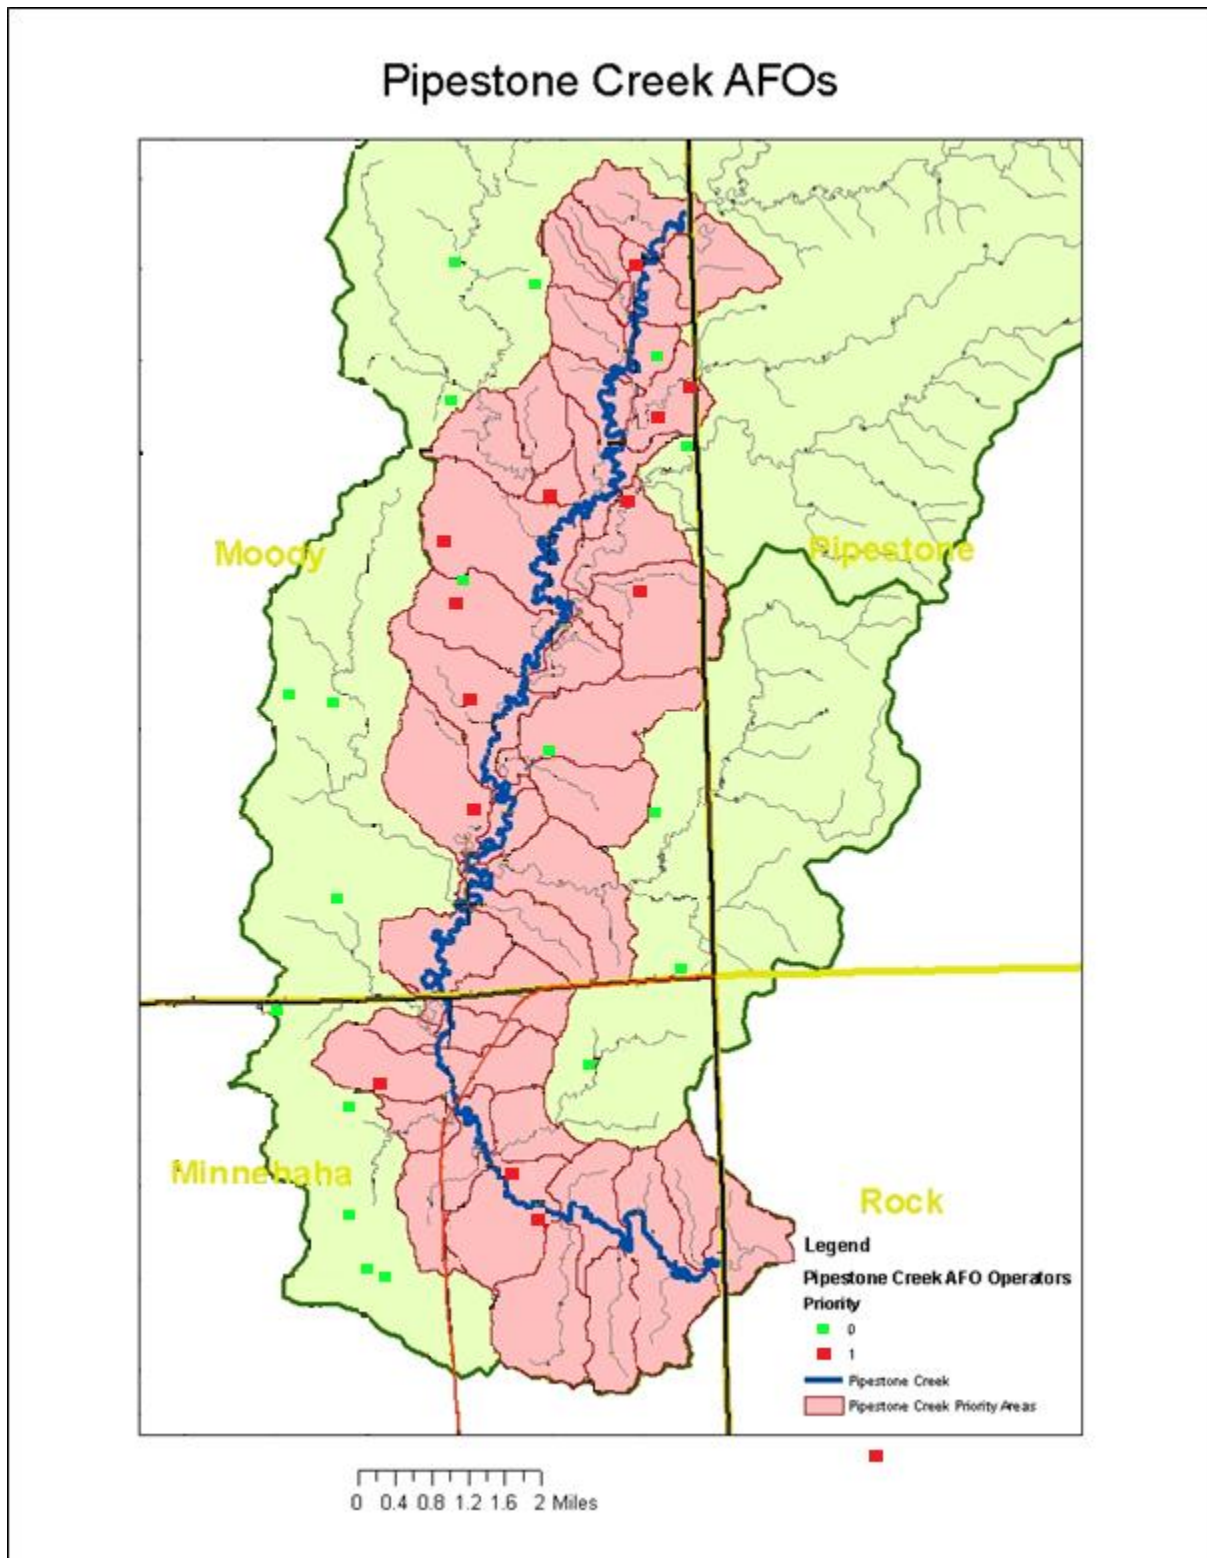 Pipestone Creek AFOs
Moody
Pipestone
Minnehaha
Rock
Legend
Pipestone Creek AFO Operators
Priority
0
1
Pipestone Creek
Pipestone Creek Priority Areas
0 0.4 0.8 1.2 1.6 2 Miles